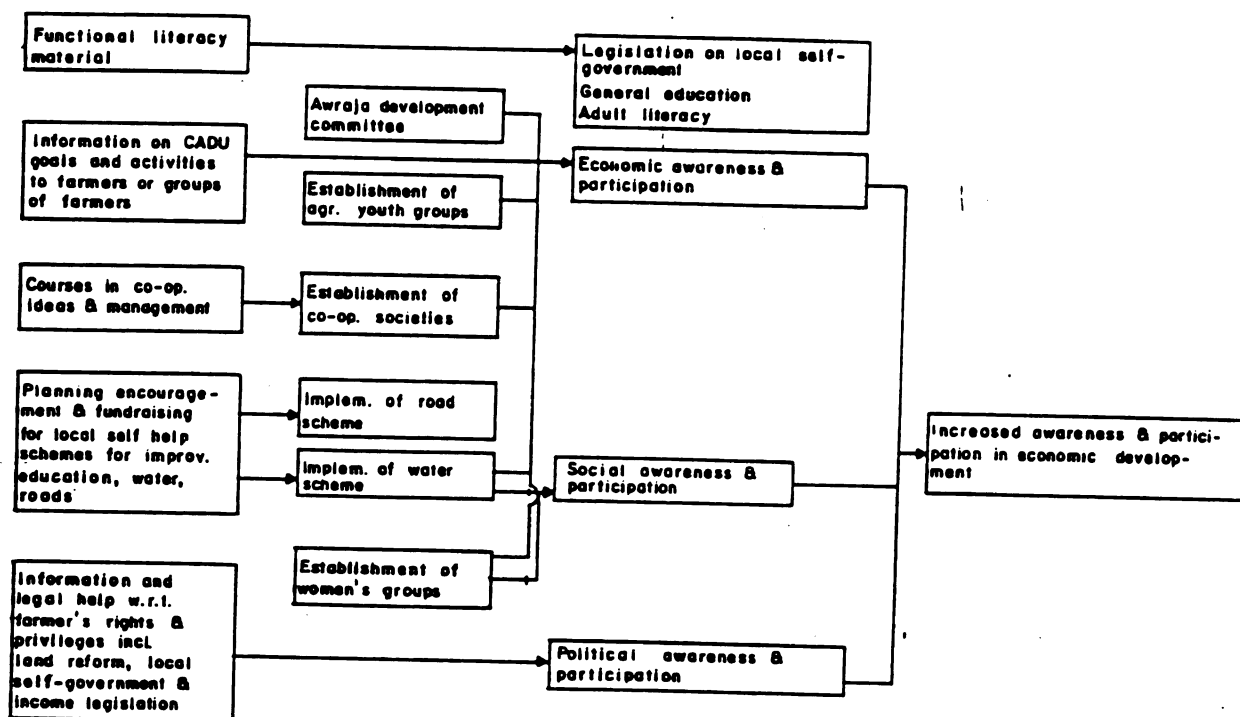 Functional literacy
material
Legislation on local self-
government
General education
Adult literacy
Awraja development
committee
Information on CADU
goals and activities
to farmers or groups
of farmers
Economic awareness &
participation
Establishment of
agr. youth groups
Courses in co-op.
ideas & management
Establishment of
co-op. societies
Planning encourage-
ment & fundraising
for local self help
schemes for improv.
education, water,
roads
Implem. of road
scheme
Implem. of water
scheme
Social awareness &
participation
Increased awareness & partici-
pation in economic develop-
ment
Establishment of
women's groups
Information and
legal help w.r.t.
farmer's rights &
privileges incl.
land reform, local
self-government &
income legislation
Political awareness &
participation